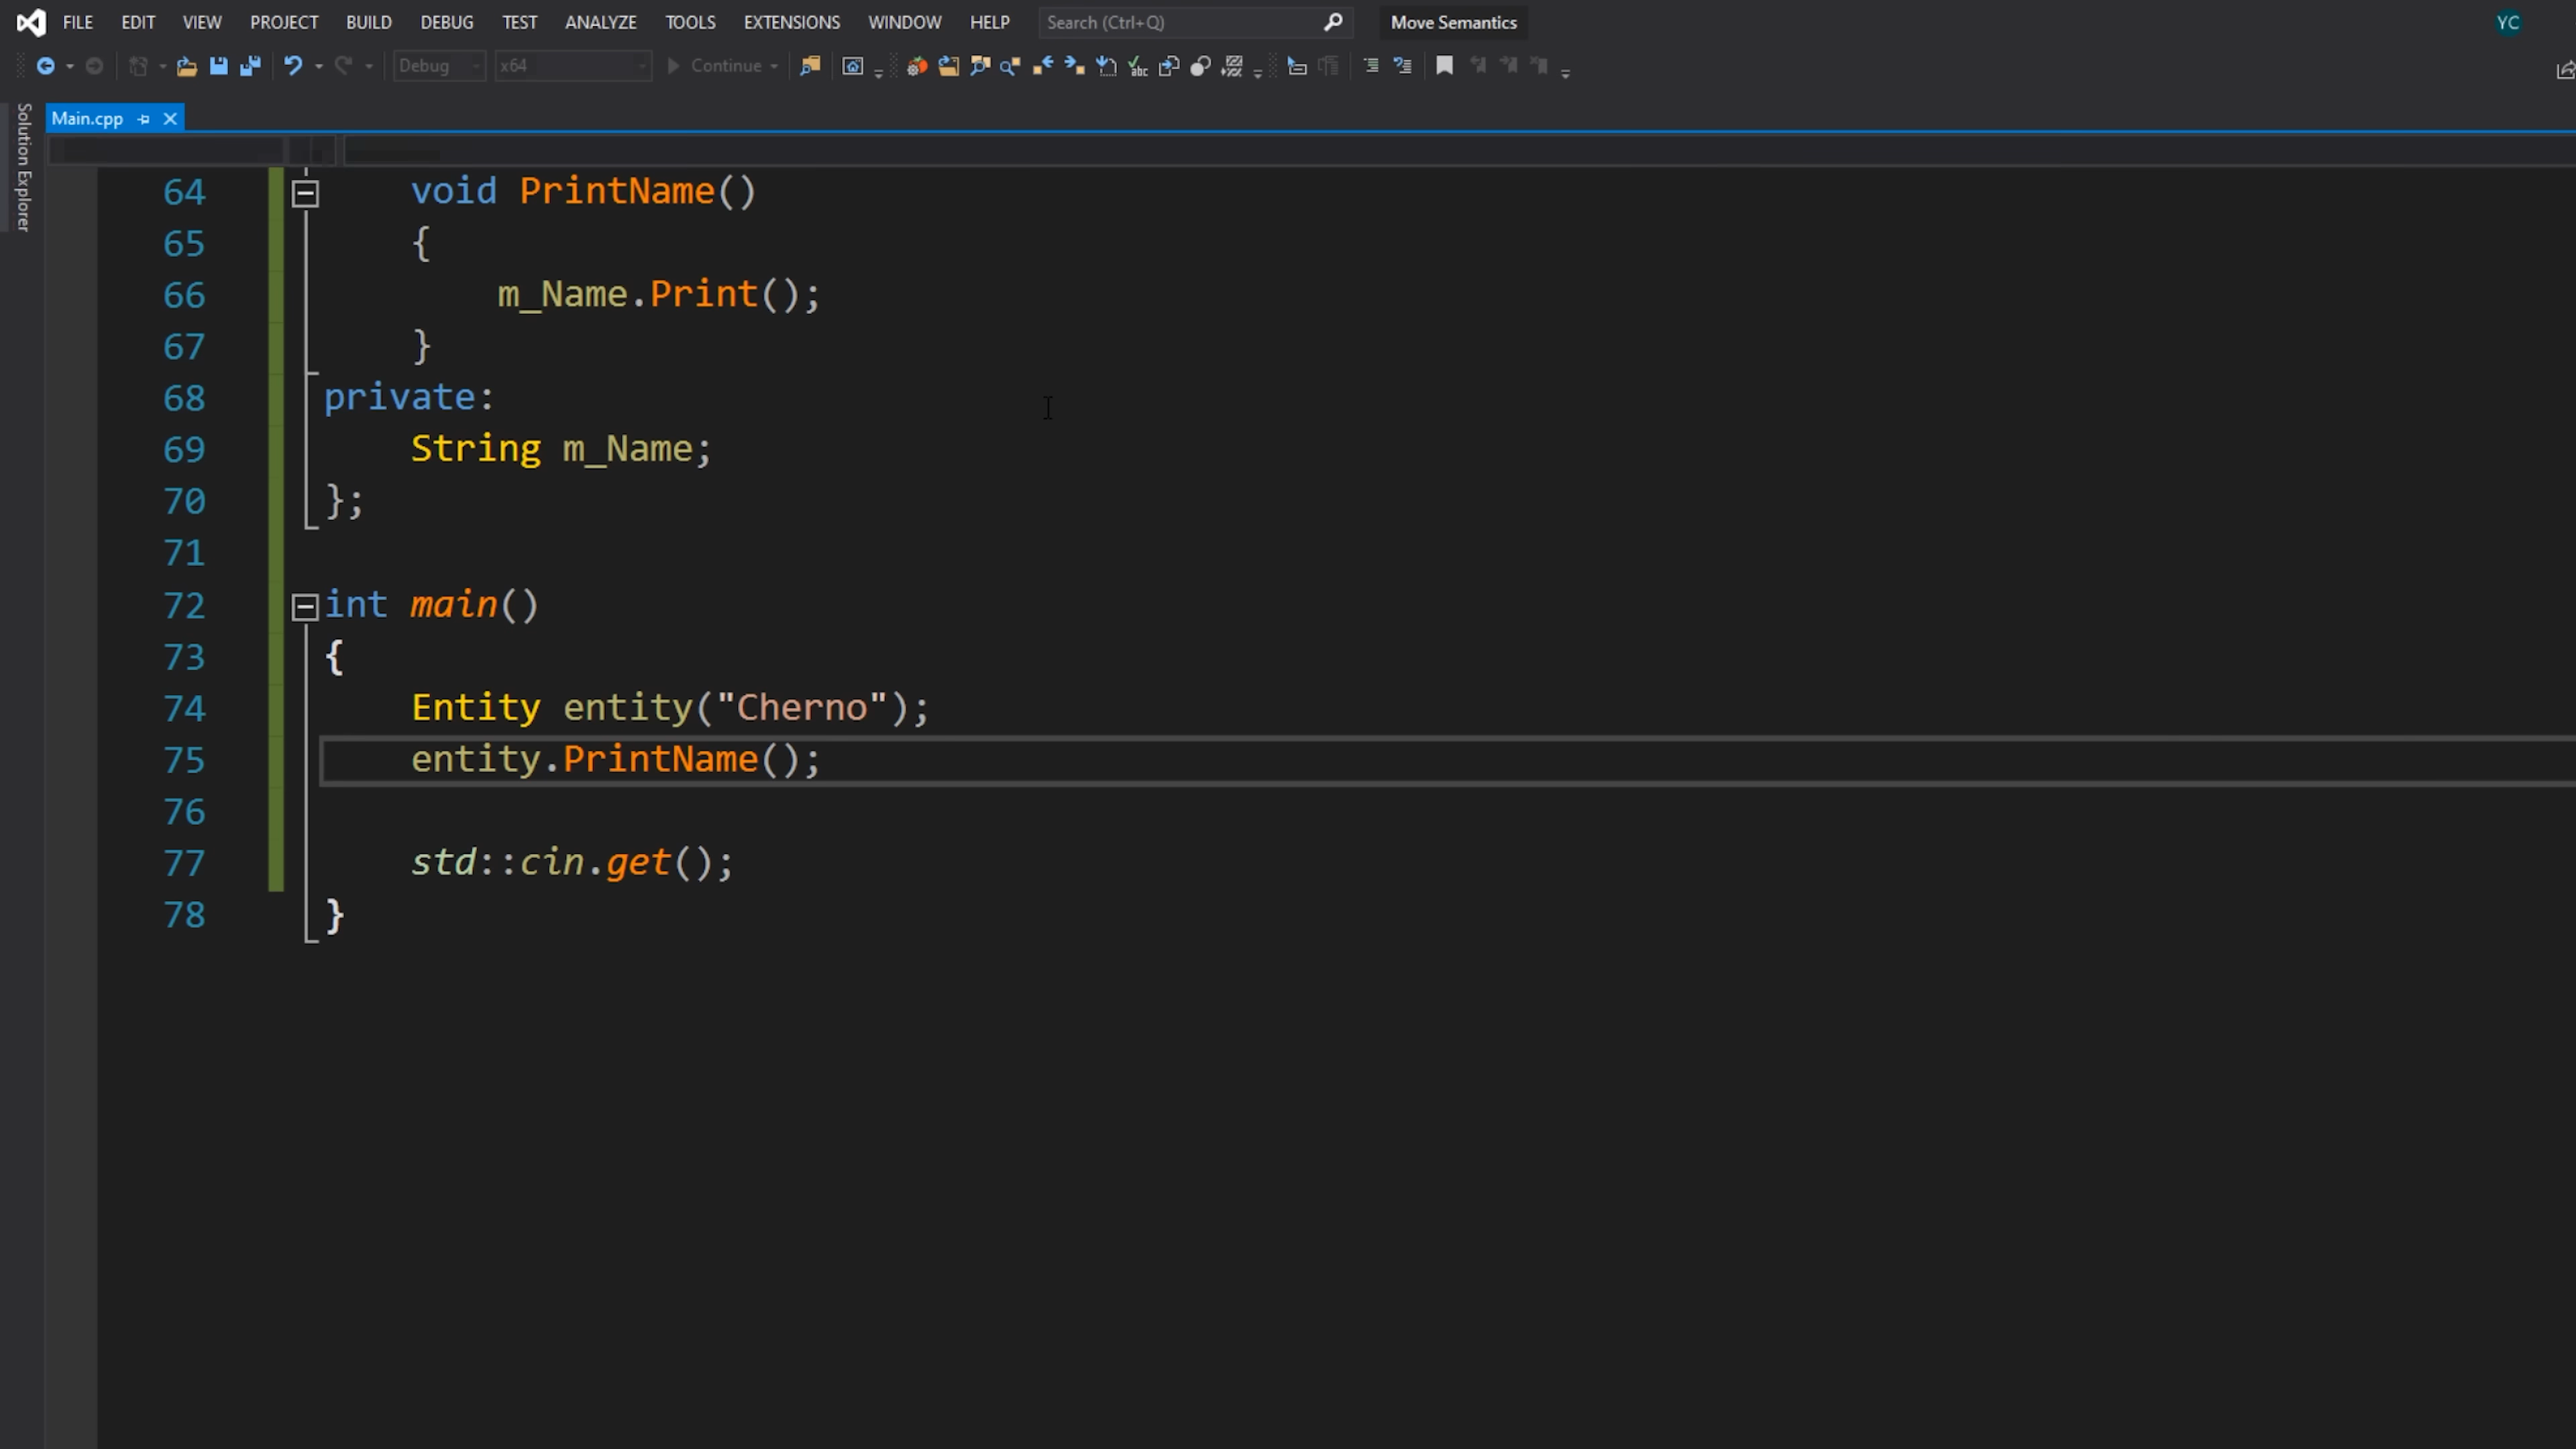 FILE EDIT VIEW PROJECT BUILD DEBUG TEST ANALYZE TOOLS EXTENSIONS WINDOW HELP Search (Ctrl+Q) Move Semantics YC
Debug x64 Continue
Solution Explorer
Main.cpp
64 void PrintName()
65 {
66 m_Name.Print();
67 }
68 private:
69 String m_Name;
70 };
71
72 int main()
73 {
74 Entity entity("Cherno");
75 entity.PrintName();
76
77 std::cin.get();
78 }